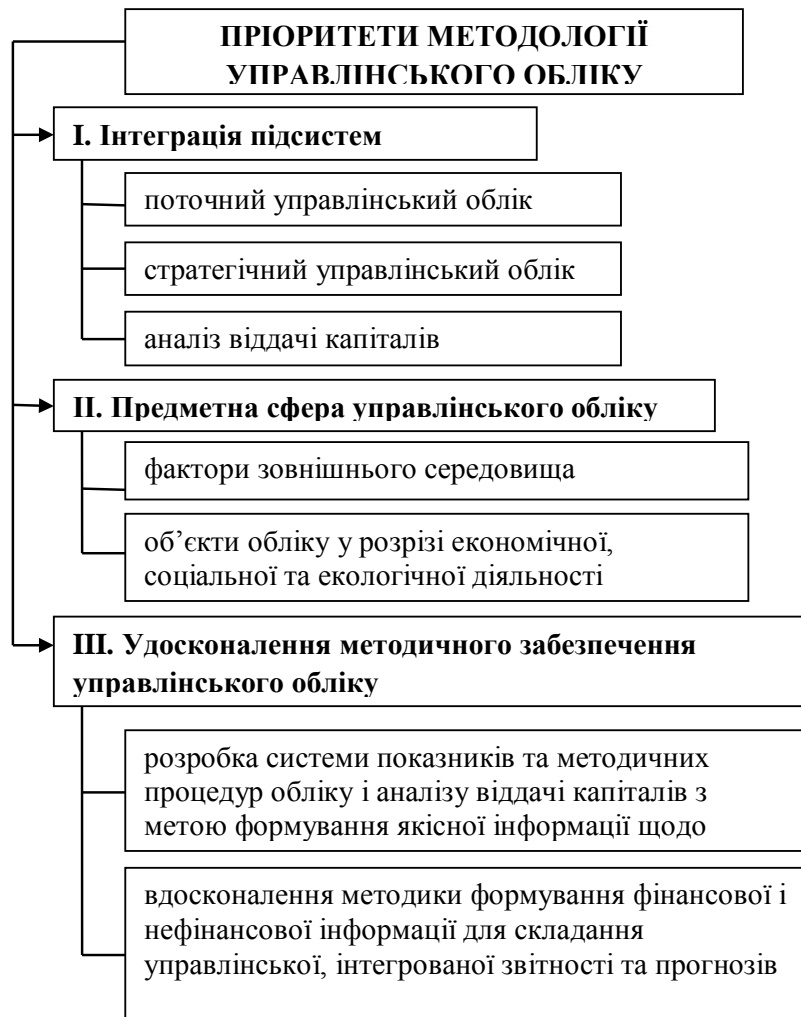 ПРІОРИТЕТИ МЕТОДОЛОГІЇ
УПРАВЛІНСЬКОГО ОБЛІКУ
І. Інтеграція підсистем
поточний управлінський облік
стратегічний управлінський облік
аналіз віддачі капіталів
ІІ. Предметна сфера управлінського обліку
фактори зовнішнього середовища
об’єкти обліку у розрізі економічної,
соціальної та екологічної діяльності
ІІІ. Удосконалення методичного забезпечення
управлінського обліку
розробка системи показників та методичних
процедур обліку і аналізу віддачі капіталів з
метою формування якісної інформації щодо
вдосконалення методики формування фінансової і
нефінансової інформації для складання
управлінської, інтегрованої звітності та прогнозів